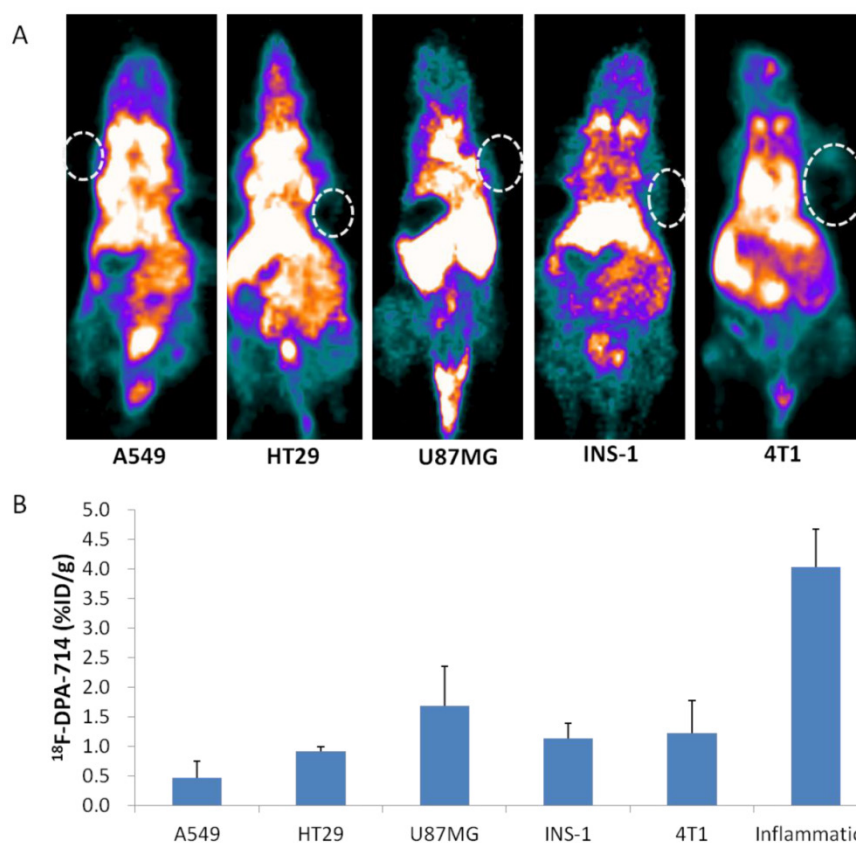 A
A549 HT29 U87MG INS-1 4T1
B
¹⁸F-DPA-714 (%ID/g)
5.0
4.5
4.0
3.5
3.0
2.5
2.0
1.5
1.0
0.5
0.0
A549 HT29 U87MG INS-1 4T1 Inflammatic